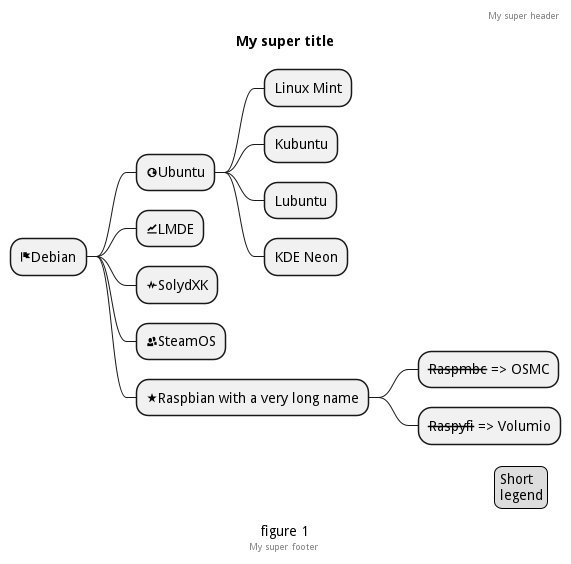 My super header
My super title
Linux Mint
Kubuntu
Ubuntu
Lubuntu
LMDE
KDE Neon
Debian
SolydXK
SteamOS
Raspmbc => OSMC
Raspbian with a very long name
Raspyfi => Volumio
Short
legend
figure 1
My super footer